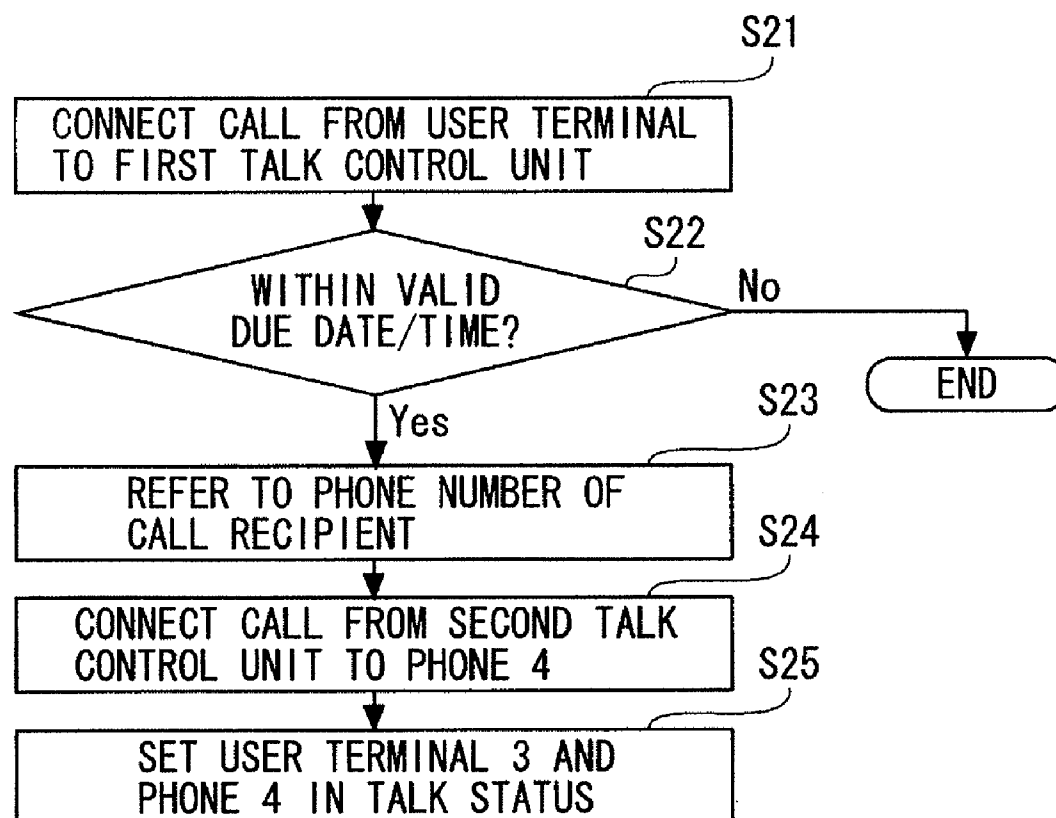 S21
CONNECT CALL FROM USER TERMINAL
TO FIRST TALK CONTROL UNIT
S22
WITHIN VALID
DUE DATE/TIME?
No
END
Yes
S23
REFER TO PHONE NUMBER OF
CALL RECIPIENT
S24
CONNECT CALL FROM SECOND TALK
CONTROL UNIT TO PHONE 4
S25
SET USER TERMINAL 3 AND
PHONE 4 IN TALK STATUS